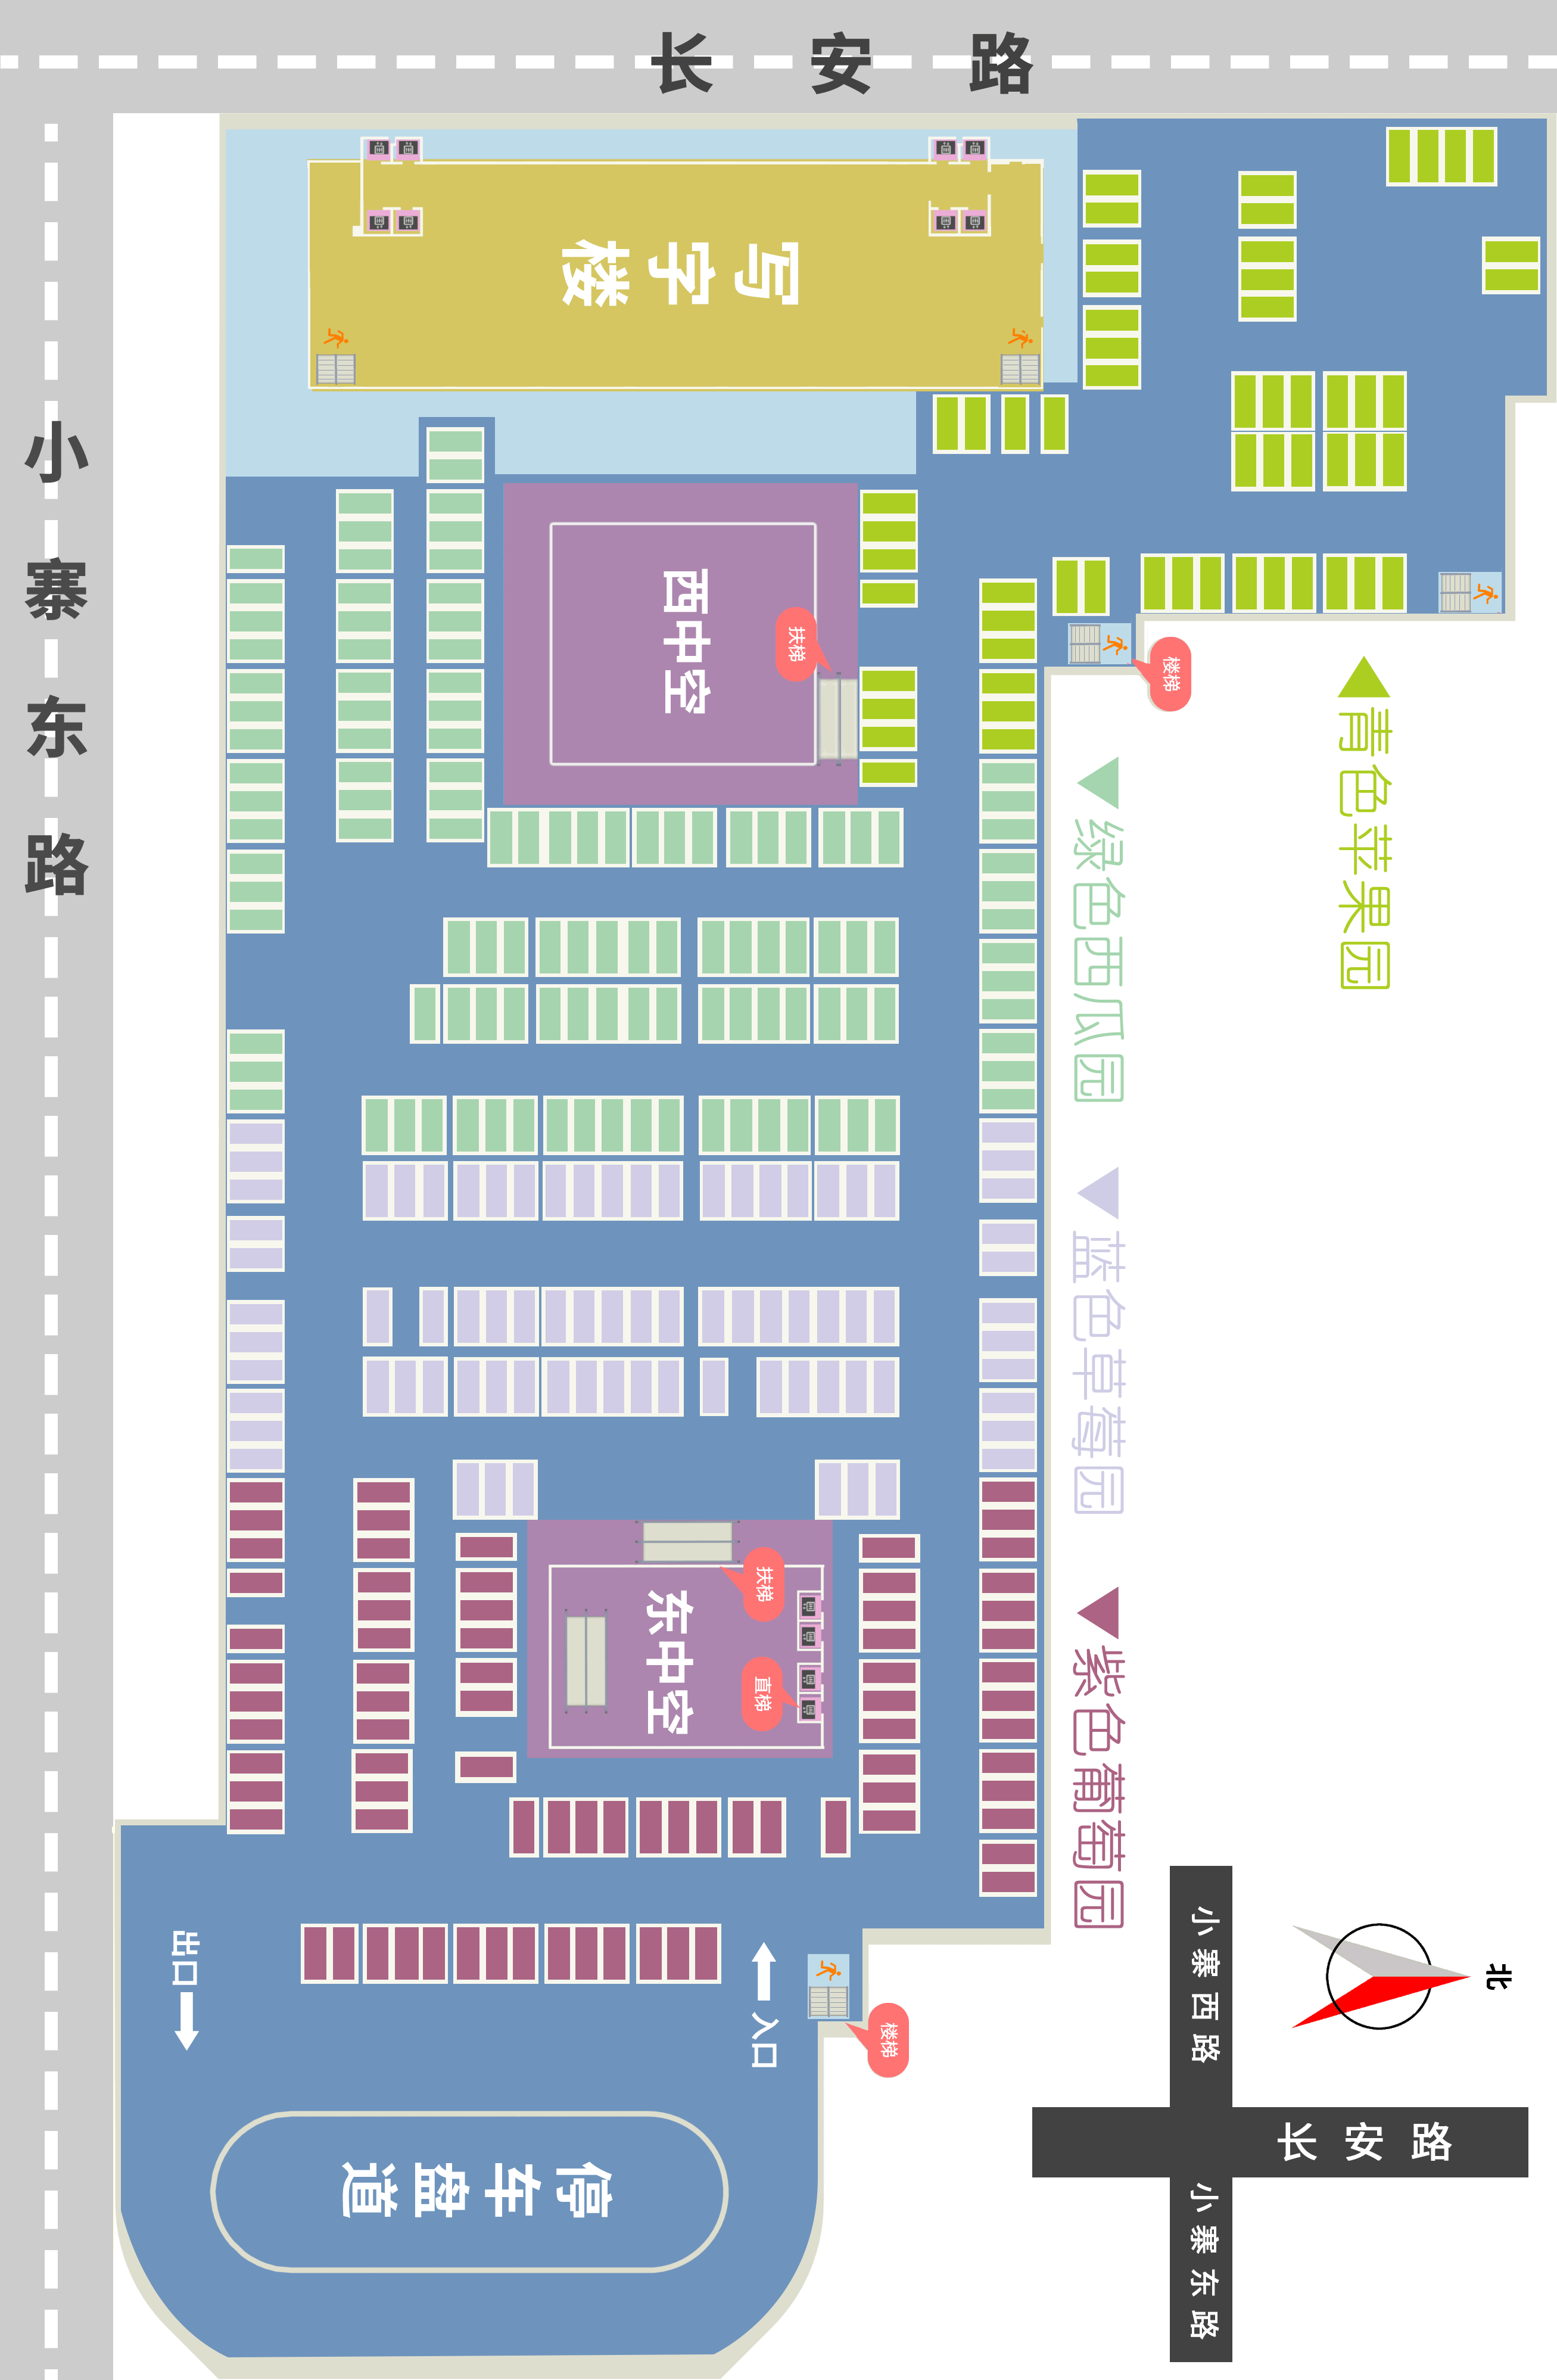 长安路
小寨东路
写字楼
西中空
扶梯
楼梯
青色苹果园
绿色西瓜园
蓝色草莓园
扶梯
东中空
直梯
紫色葡萄园
出口
入口
楼梯
停车盘道
北
小寨西路
长安路
小寨东路